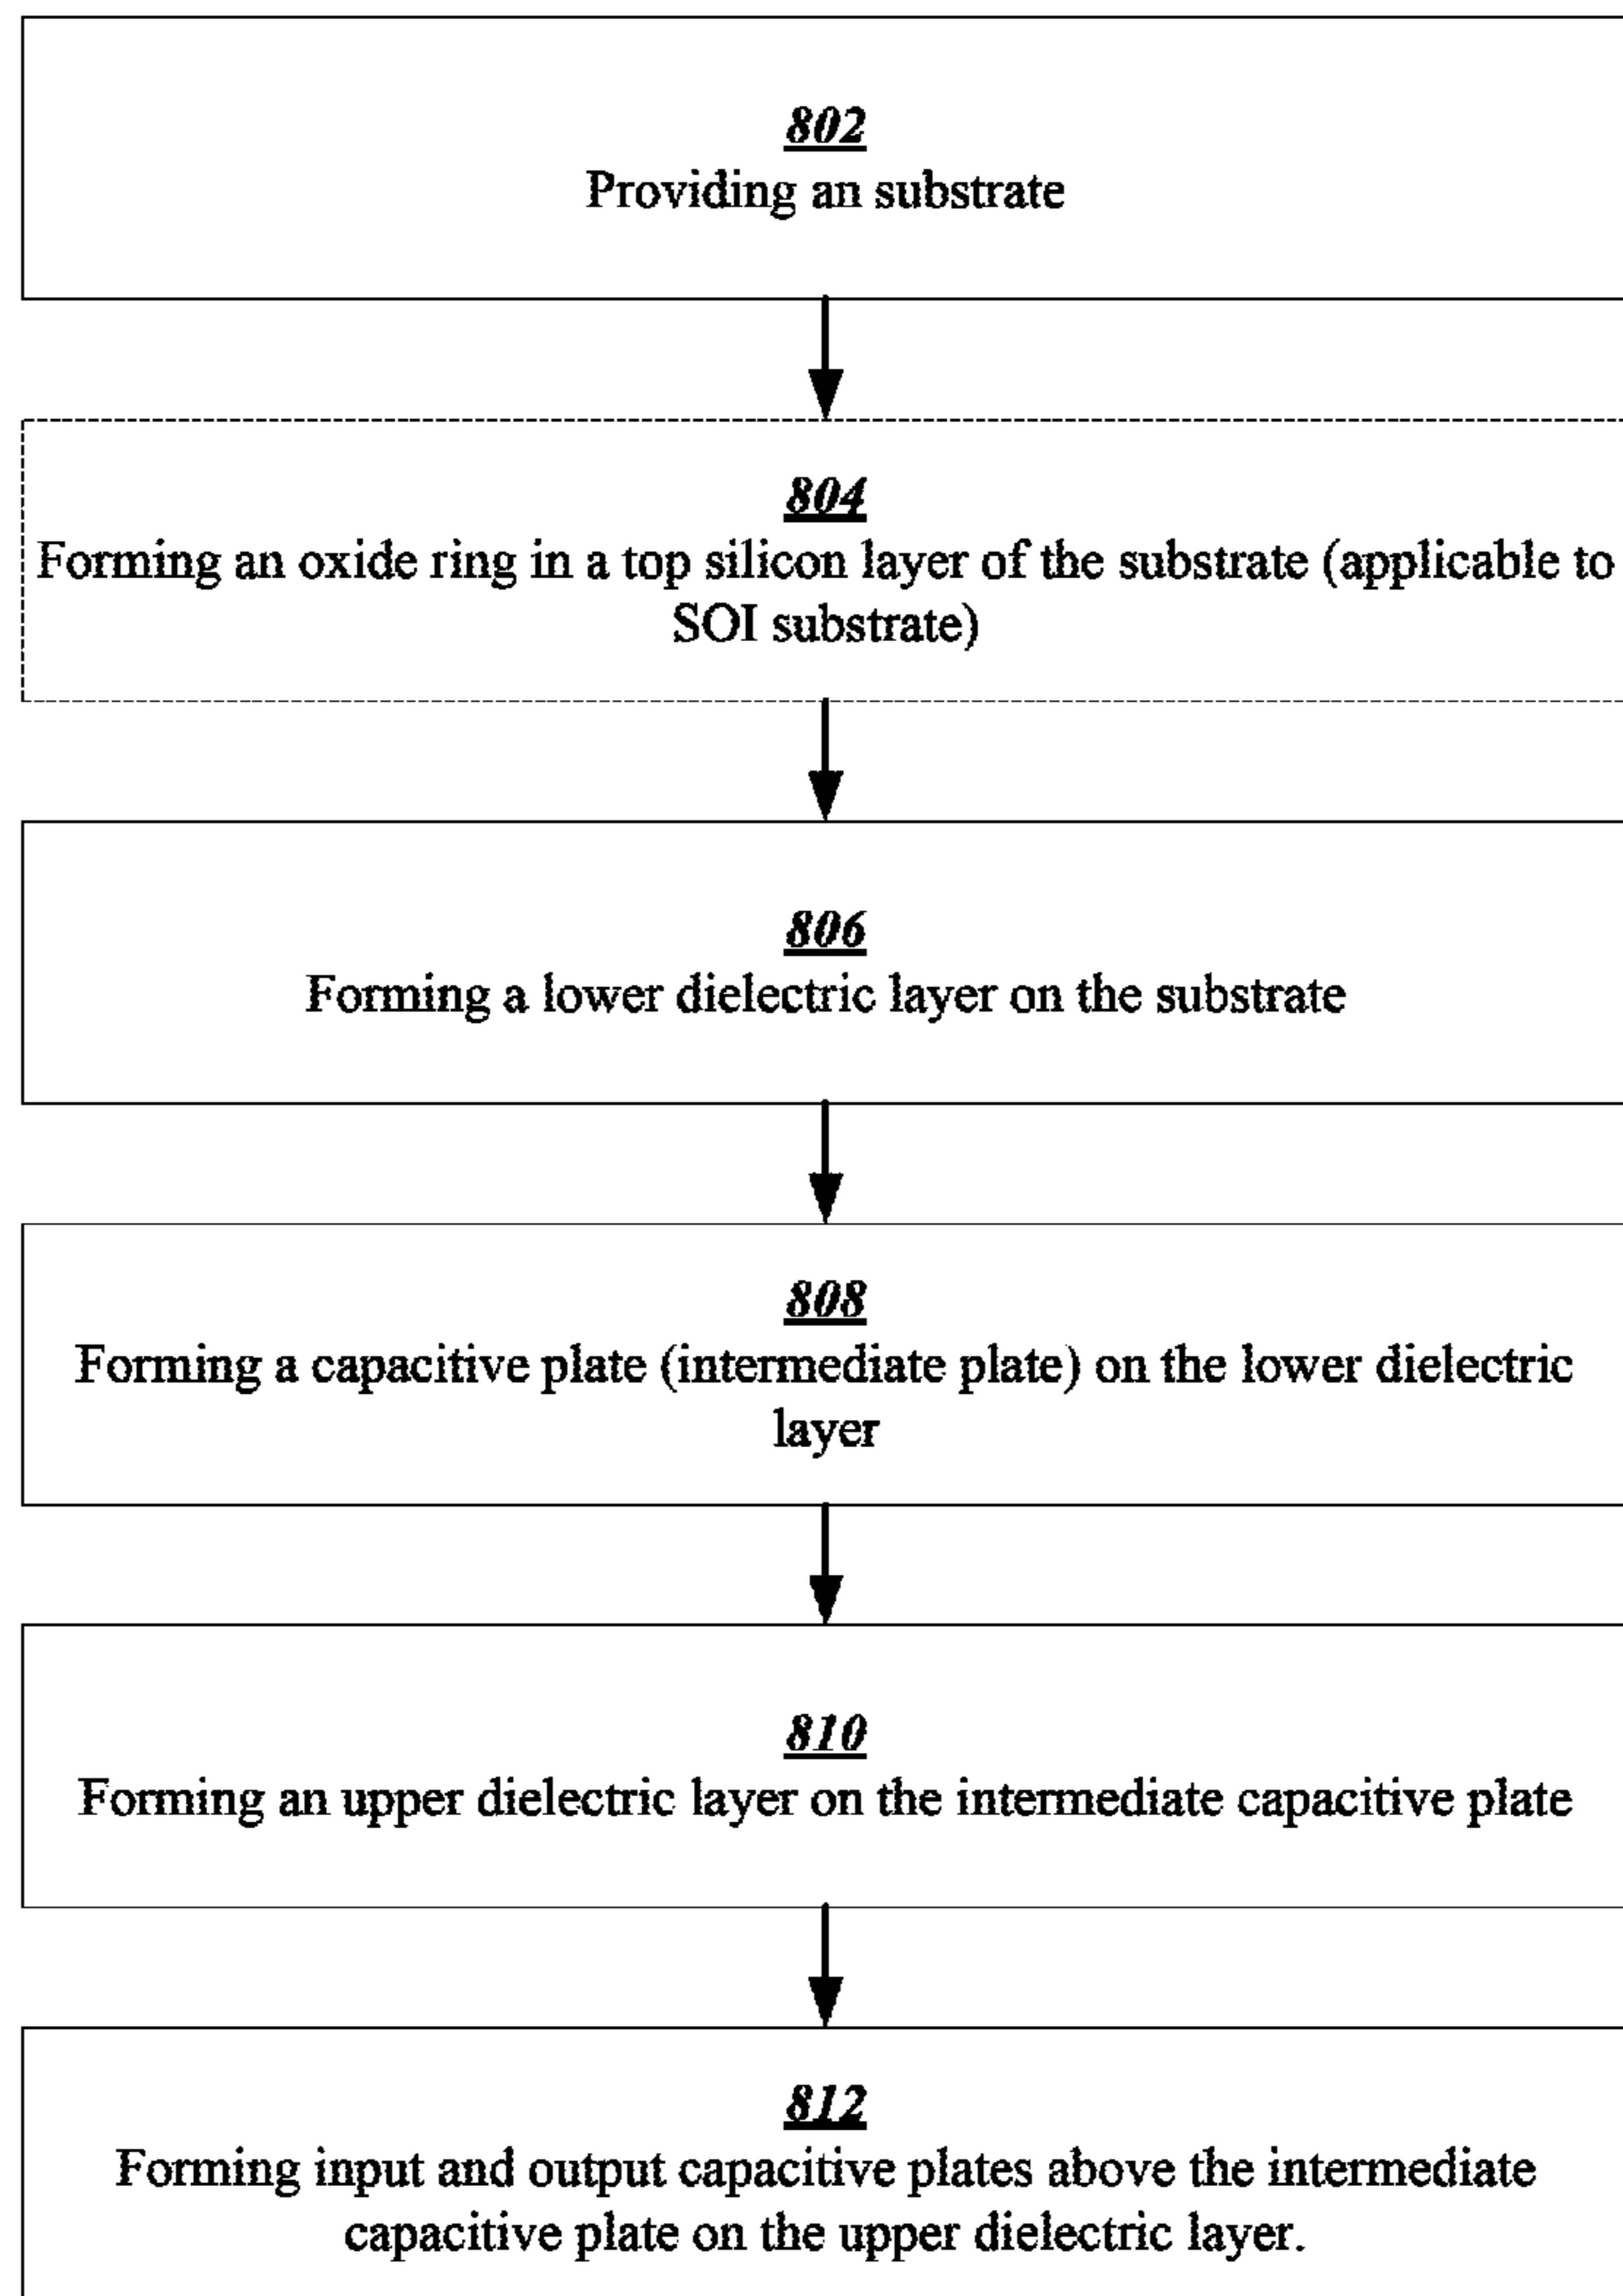 802
Providing an substrate
804
Forming an oxide ring in a top silicon layer of the substrate (applicable to
SOI substrate)
806
Forming a lower dielectric layer on the substrate
808
Forming a capacitive plate (intermediate plate) on the lower dielectric
layer
810
Forming an upper dielectric layer on the intermediate capacitive plate
812
Forming input and output capacitive plates above the intermediate
capacitive plate on the upper dielectric layer.